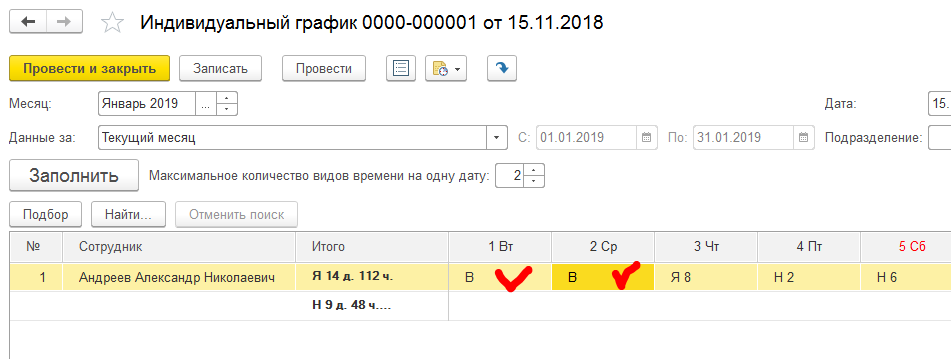 Индивидуальный график 0000-000001 от 15.11.2018
Провести и закрыть Записать Провести
Месяц: Январь 2019 ... Дата: 15.
Данные за: Текущий месяц С: 01.01.2019 По: 31.01.2019 Подразделение:
Заполнить Максимальное количество видов времени на одну дату: 2
Подбор Найти... Отменить поиск
№ Сотрудник Итого 1 Вт 2 Ср 3 Чт 4 Пт 5 Сб
1 Андреев Александр Николаевич Я 14 д. 112 ч. В В Я 8 Н 2 Н 6
Н 9 д. 48 ч....